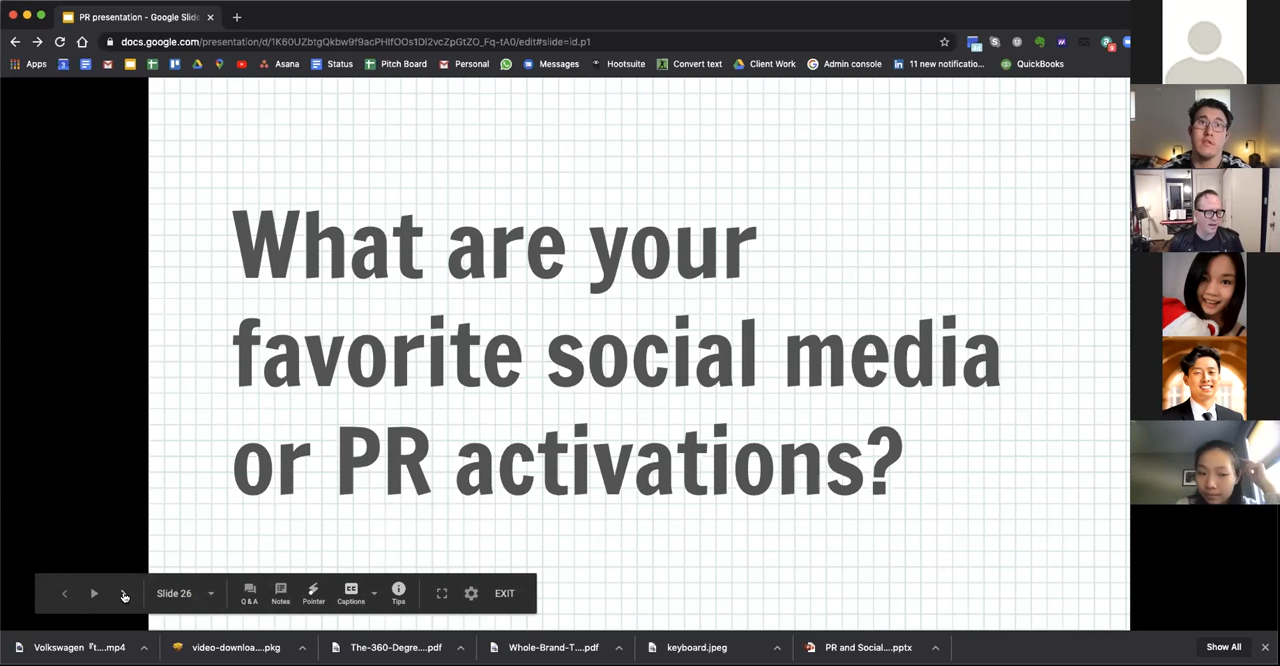 PR presentation - Google Slide
docs.google.com/presentation/d/1K60UZbtgQkbw9f9acPHIfOOs1DI2vcZpGtZO_Fq-tA0/edit#slide=id.p1
Apps Asana Status Pitch Board Personal Messages Hootsuite Convert text Client Work Admin console 11 new notificatio... QuickBooks
What are your
favorite social media
or PR activations?
Slide 26 Q & A Notes Pointer Captions Tips EXIT
Volkswagen『t....mp4 video-downloa....pkg The-360-Degre....pdf Whole-Brand-T....pdf keyboard.jpeg PR and Social....pptx Show All